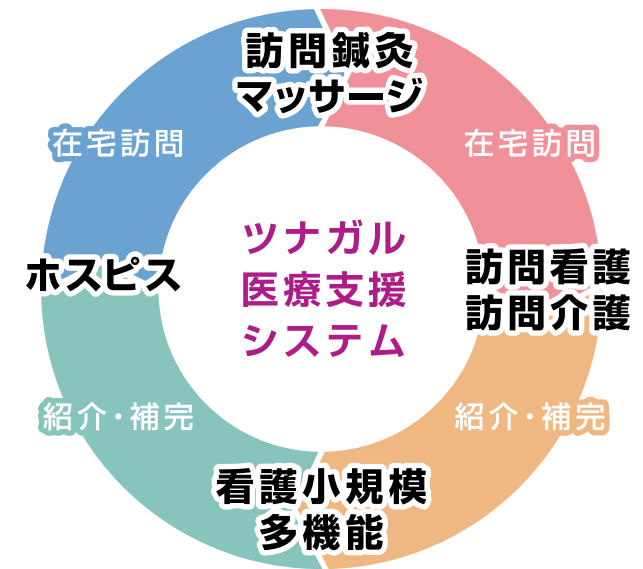 訪問鍼灸
マッサージ
在宅訪問
在宅訪問
ツナガル
医療支援
システム
ホスピス
訪問看護
訪問介護
紹介・補完
紹介・補完
看護小規模
多機能